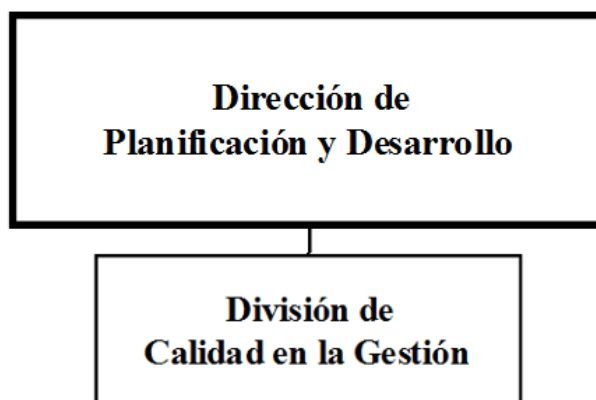 Dirección de
Planificación y Desarrollo
División de
Calidad en la Gestión